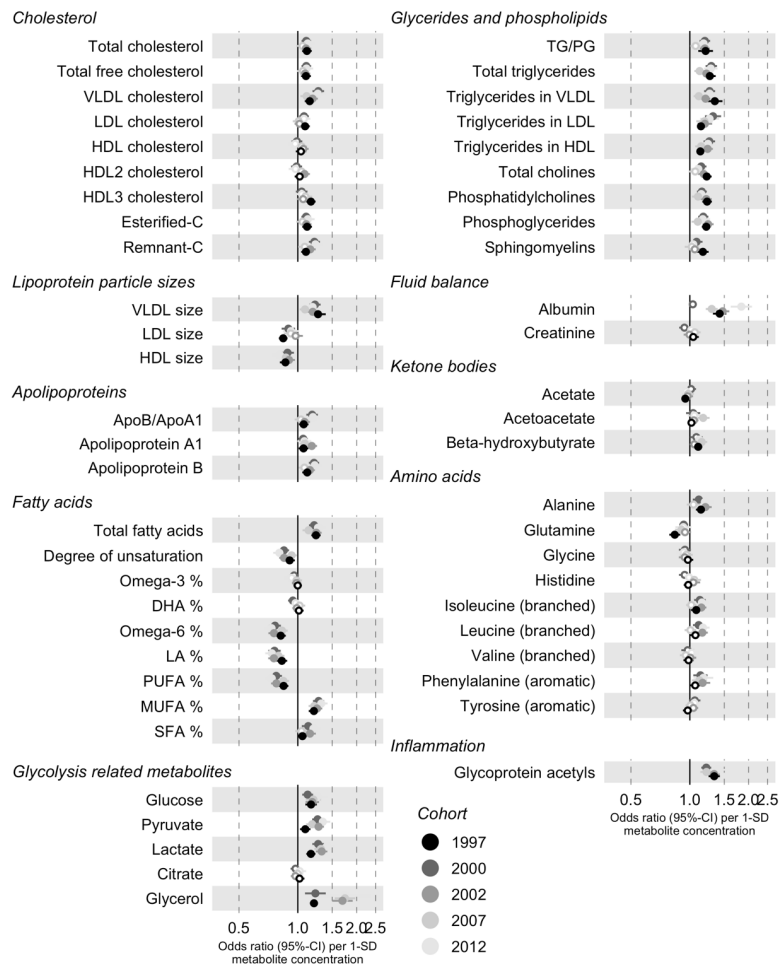 Cholesterol
Total cholesterol
Total free cholesterol
VLDL cholesterol
LDL cholesterol
HDL cholesterol
HDL2 cholesterol
HDL3 cholesterol
Esterified-C
Remnant-C
Lipoprotein particle sizes
VLDL size
LDL size
HDL size
Apolipoproteins
ApoB/ApoA1
Apolipoprotein A1
Apolipoprotein B
Fatty acids
Total fatty acids
Degree of unsaturation
Omega-3 %
DHA %
Omega-6 %
LA %
PUFA %
MUFA %
SFA %
Glycolysis related metabolites
Glucose
Pyruvate
Lactate
Citrate
Glycerol
0.5 1.0 1.5 2.0 2.5
Odds ratio (95%-CI) per 1-SD
metabolite concentration
Glycerides and phospholipids
TG/PG
Total triglycerides
Triglycerides in VLDL
Triglycerides in LDL
Triglycerides in HDL
Total cholines
Phosphatidylcholines
Phosphoglycerides
Sphingomyelins
Fluid balance
Albumin
Creatinine
Ketone bodies
Acetate
Acetoacetate
Beta-hydroxybutyrate
Amino acids
Alanine
Glutamine
Glycine
Histidine
Isoleucine (branched)
Leucine (branched)
Valine (branched)
Phenylalanine (aromatic)
Tyrosine (aromatic)
Inflammation
Glycoprotein acetyls
0.5 1.0 1.5 2.0 2.5
Odds ratio (95%-CI) per 1-SD
metabolite concentration
Cohort
1997
2000
2002
2007
2012